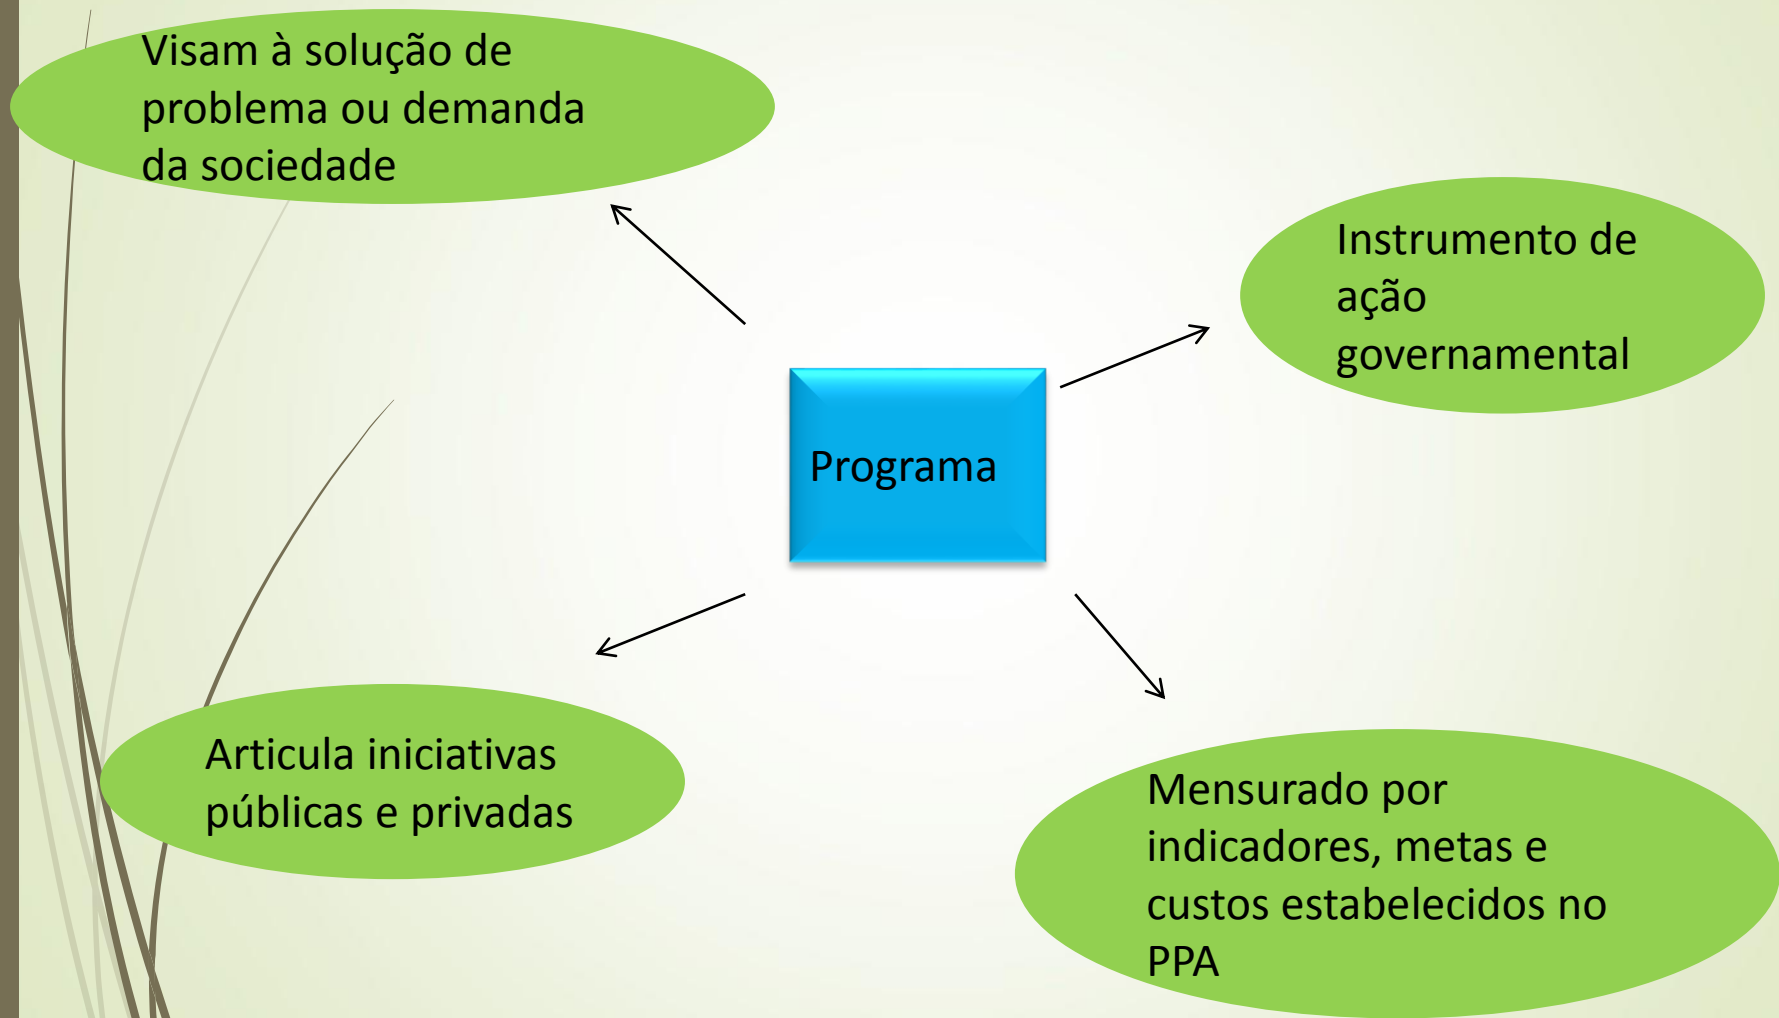 Visam à solução de
problema ou demanda
da sociedade
Instrumento de
ação
governamental
Programa
Articula iniciativas
públicas e privadas
Mensurado por
indicadores, metas e
custos estabelecidos no
PPA